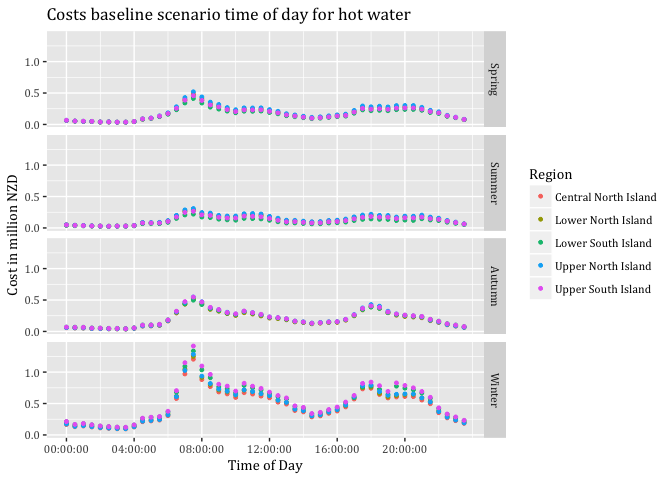 Costs baseline scenario time of day for hot water
Cost in million NZD
1.0
0.5
0.0
Spring
1.0
0.5
0.0
Summer
1.0
0.5
0.0
Autumn
1.0
0.5
0.0
Winter
00:00:00 04:00:00 08:00:00 12:00:00 16:00:00 20:00:00
Time of Day
Region
Central North Island
Lower North Island
Lower South Island
Upper North Island
Upper South Island